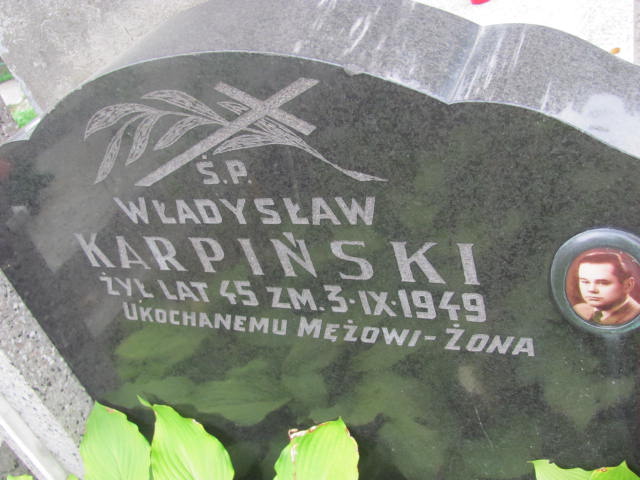 Ś.P.
WŁADYSŁAW
KARPIŃSKI
ŻYŁ LAT 45 ZM. 3·IX·1949
UKOCHANEMU MĘŻOWI-ŻONA